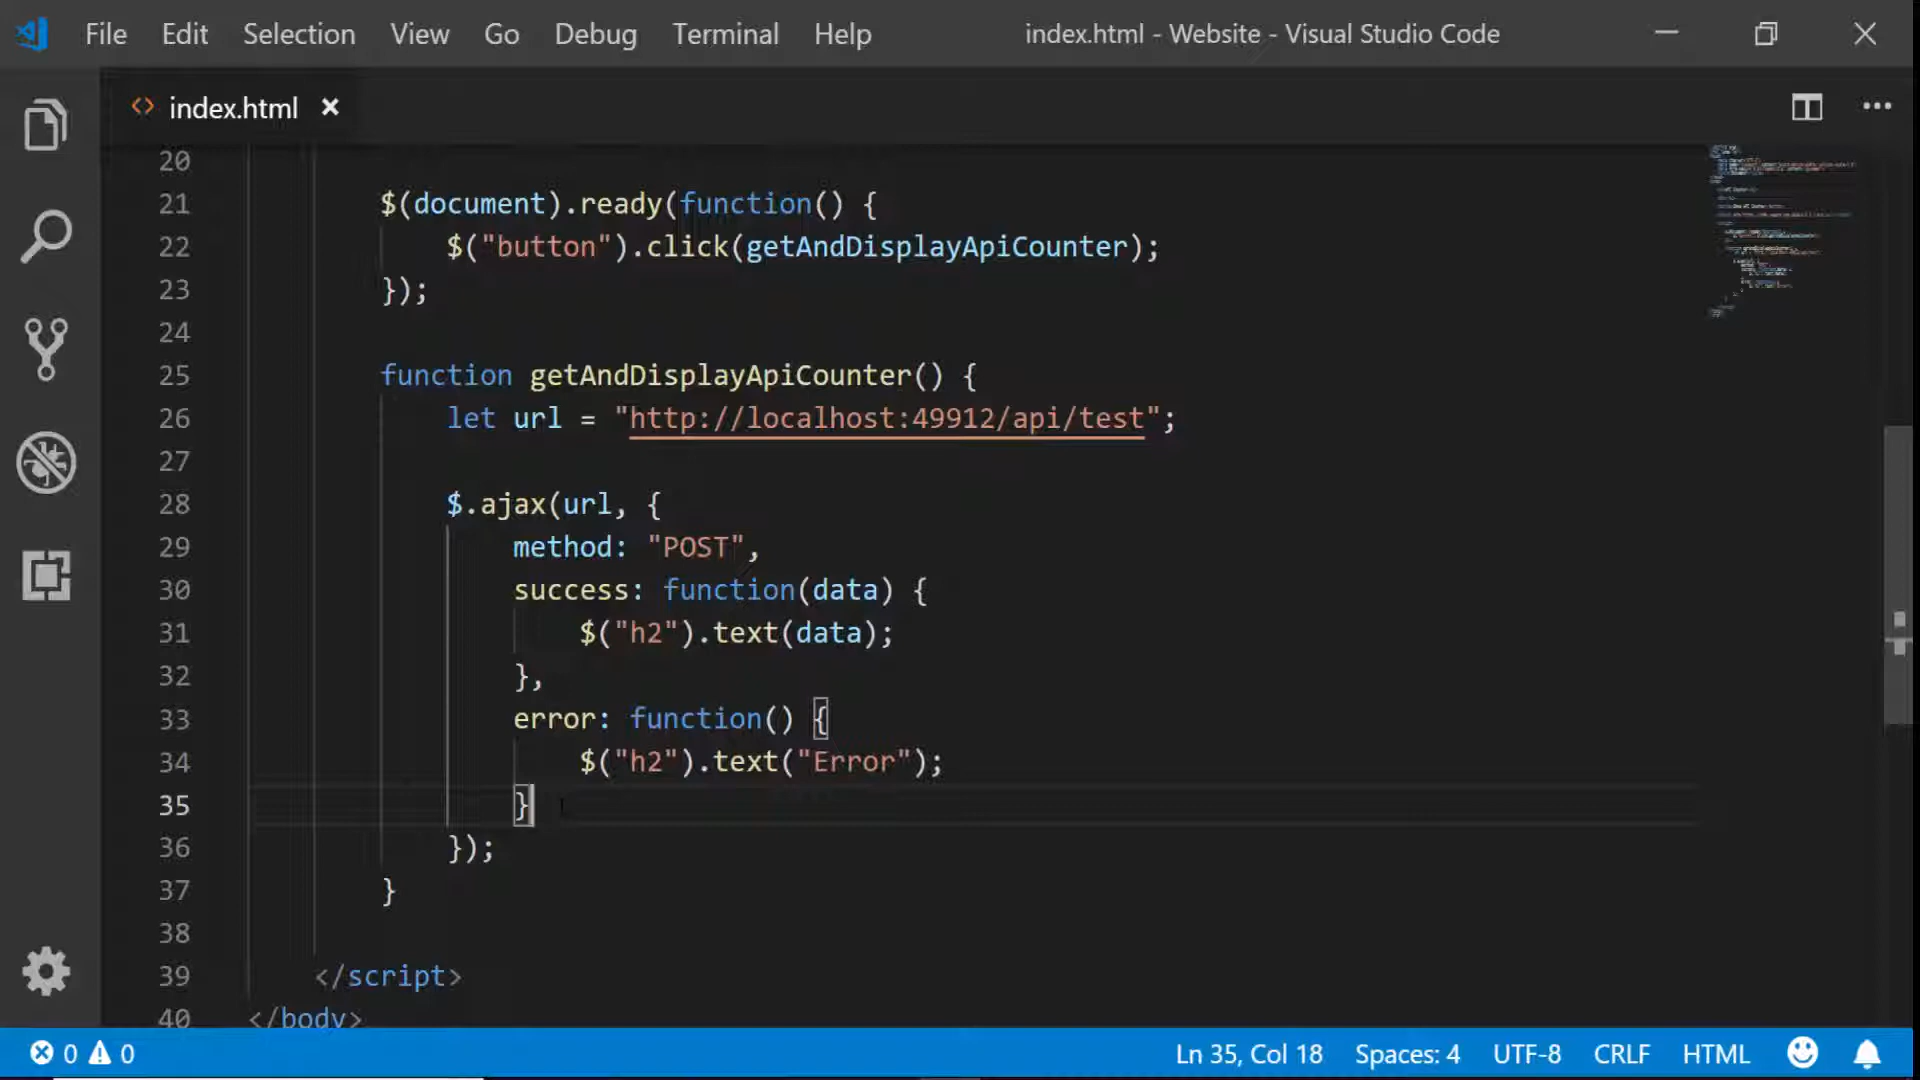 File Edit Selection View Go Debug Terminal Help index.html - Website - Visual Studio Code
index.html
20
21 $(document).ready(function() {
22 $("button").click(getAndDisplayApiCounter);
23 });
24
25 function getAndDisplayApiCounter() {
26 let url = "http://localhost:49912/api/test";
27
28 $.ajax(url, {
29 method: "POST",
30 success: function(data) {
31 $("h2").text(data);
32 },
33 error: function() {
34 $("h2").text("Error");
35 }
36 });
37 }
38
39 </script>
40 </body>
0 0 Ln 35, Col 18 Spaces: 4 UTF-8 CRLF HTML